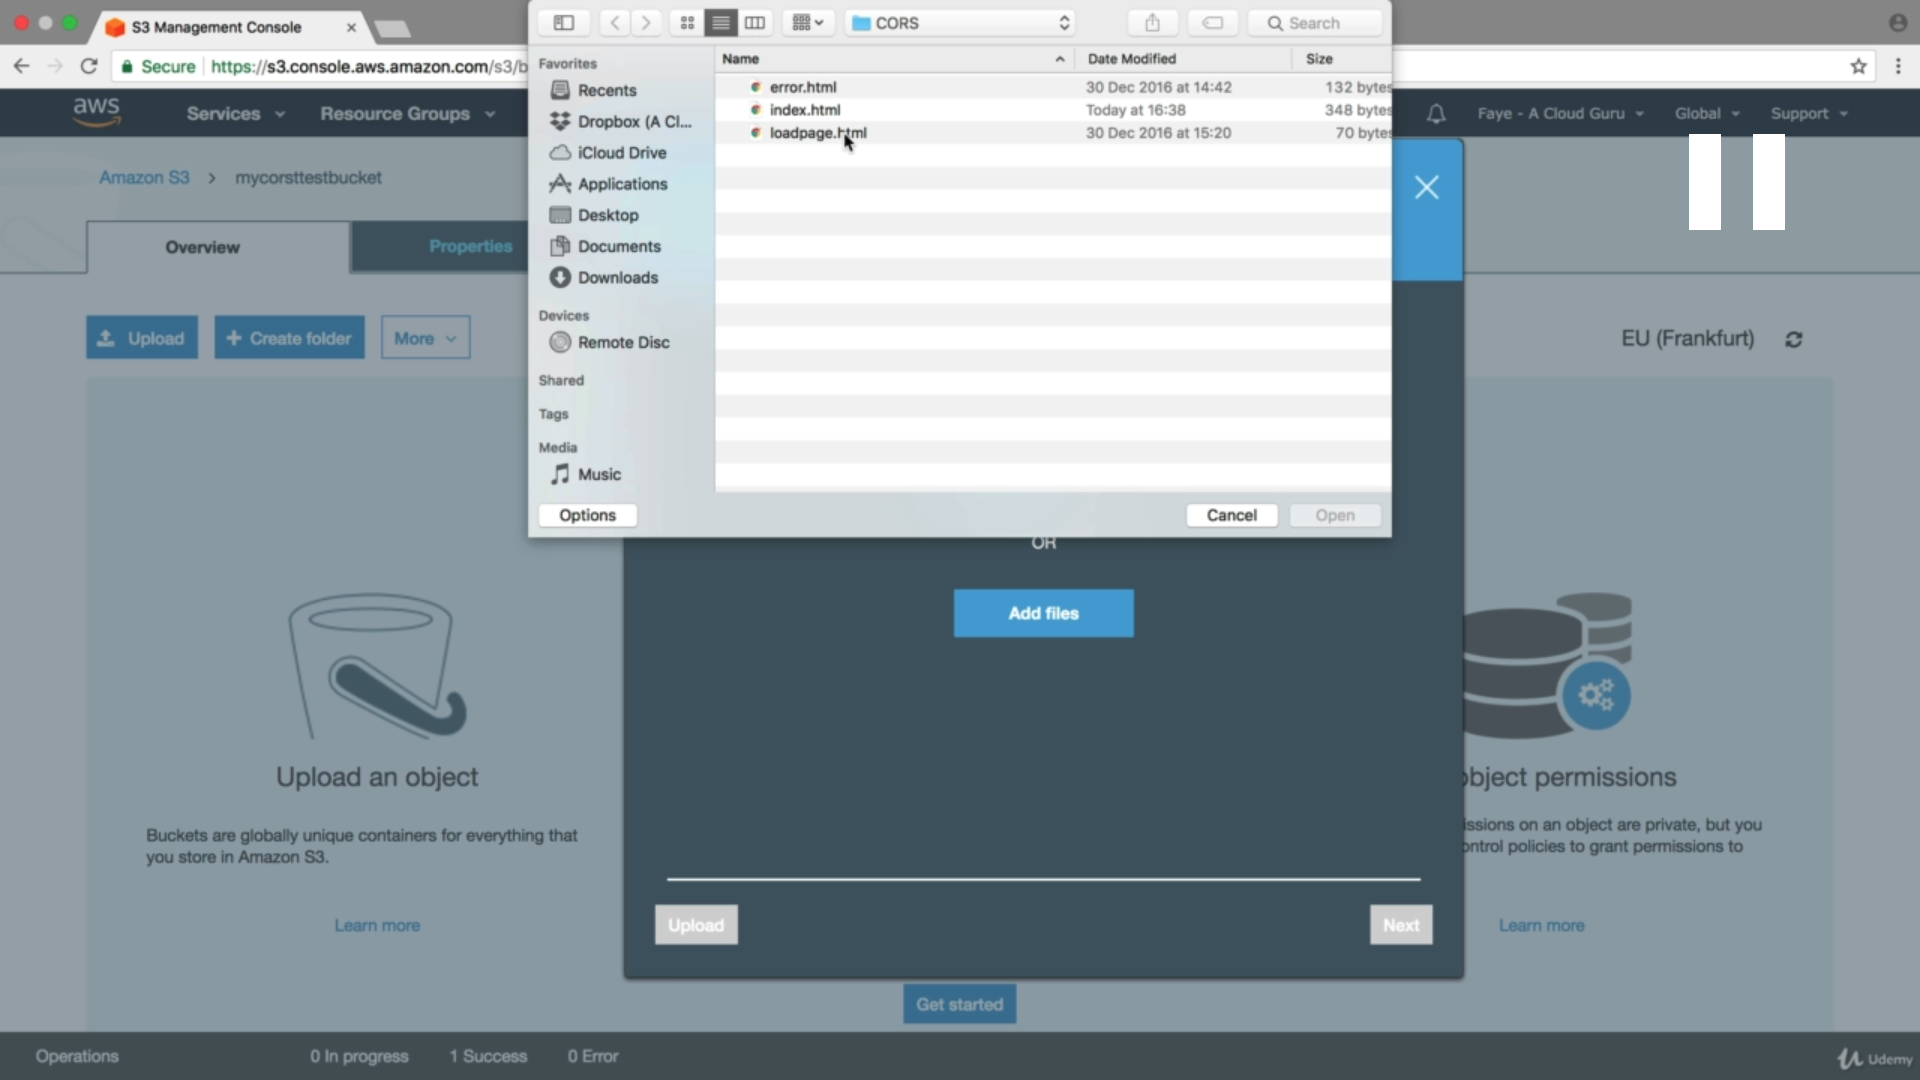 S3 Management Console
CORS
Search
Secure
https://s3.console.aws.amazon.com/s3/b
Favorites
Name
Date Modified
Size
Recents
Dropbox (A Cl...
iCloud Drive
Applications
Desktop
Documents
Downloads
Devices
Remote Disc
Shared
Tags
Media
Music
error.html
30 Dec 2016 at 14:42
132 bytes
index.html
Today at 16:38
348 bytes
loadpage.html
30 Dec 2016 at 15:20
70 bytes
Options
Cancel
Open
aws
Services
Resource Groups
Faye - A Cloud Guru
Global
Support
Amazon S3 > mycorsttestbucket
Overview
Properties
Upload
Create folder
More
EU (Frankfurt)
OR
Add files
Upload an object
Buckets are globally unique containers for everything that
you store in Amazon S3.
Learn more
object permissions
issions on an object are private, but you
ontrol policies to grant permissions to
Learn more
Upload
Next
Get started
Operations
0 In progress
1 Success
0 Error
Udemy